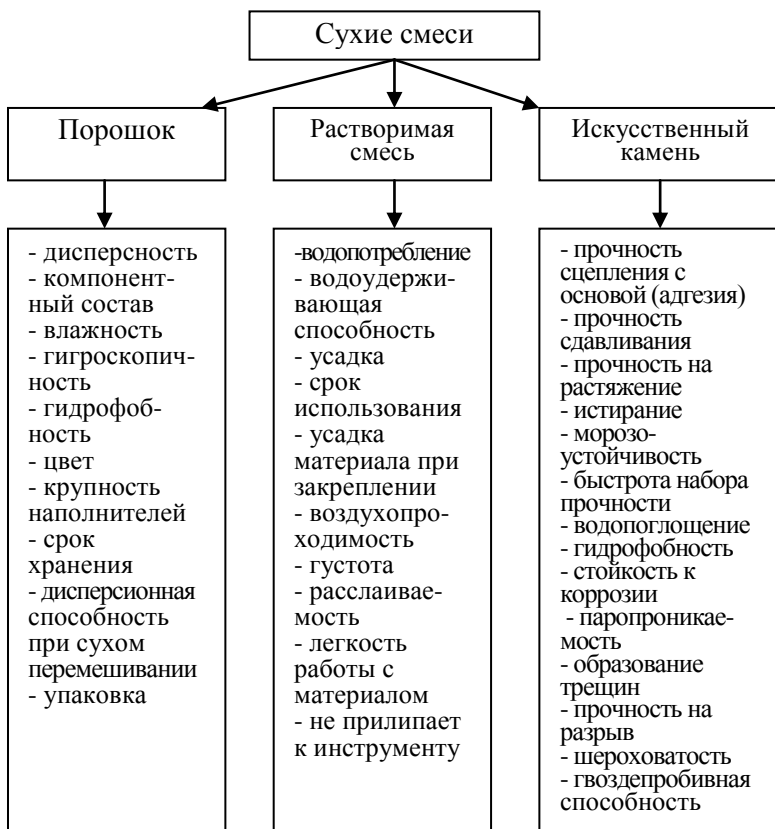 Сухие смеси
Порошок
Растворимая
смесь
Искусственный
камень
- дисперсность
- компонент-
ный состав
- влажность
- гигроскопич-
ность
- гидрофоб-
ность
- цвет
- крупность
наполнителей
- срок
хранения
- дисперсионная
способность
при сухом
перемешивании
- упаковка
-водопотребление
- водоудержи-
вающая
способность
- усадка
- срок
использования
- усадка
материала при
закреплении
- воздухопро-
ходимость
- густота
- расслаивае-
мость
- легкость
работы с
материалом
- не прилипает
к инструменту
- прочность
сцепления с
основой (адгезия)
- прочность
сдавливания
- прочность на
растяжение
- истирание
- морозо-
устойчивость
- быстрота набора
прочности
- водопоглощение
- гидрофобность
- стойкость к
коррозии
- паропроникае-
мость
- образование
трещин
- прочность на
разрыв
- шероховатость
- гвоздепробивная
способность